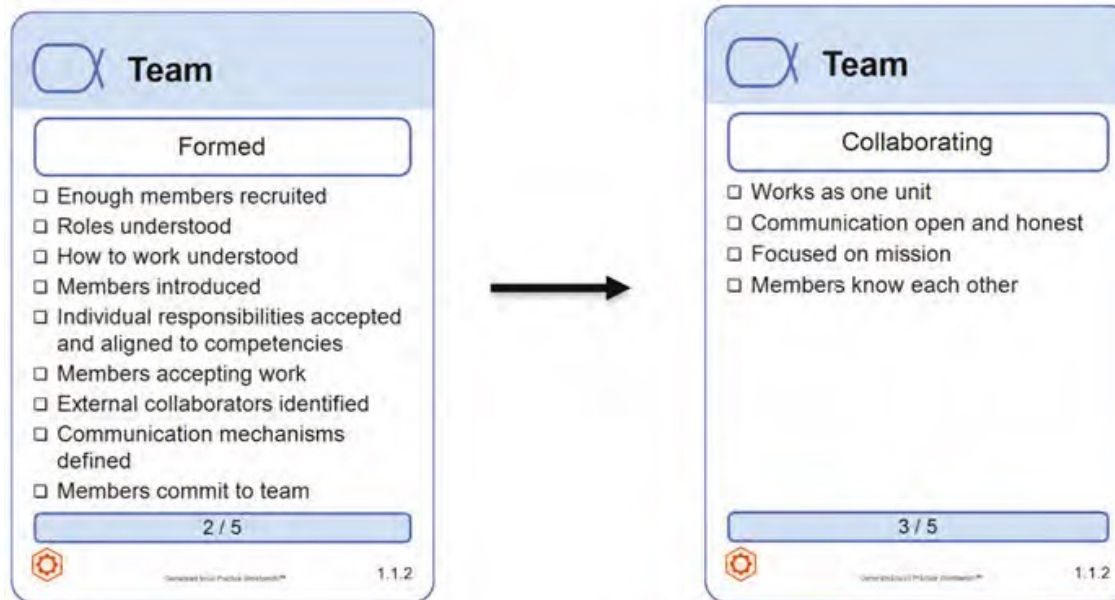 Team
Formed
❑ Enough members recruited
❑ Roles understood
❑ How to work understood
❑ Members introduced
❑ Individual responsibilities accepted
and aligned to competencies
❑ Members accepting work
❑ External collaborators identified
❑ Communication mechanisms
defined
❑ Members commit to team
2 / 5
1.1.2
Team
Collaborating
❑ Works as one unit
❑ Communication open and honest
❑ Focused on mission
❑ Members know each other
3 / 5
1.1.2